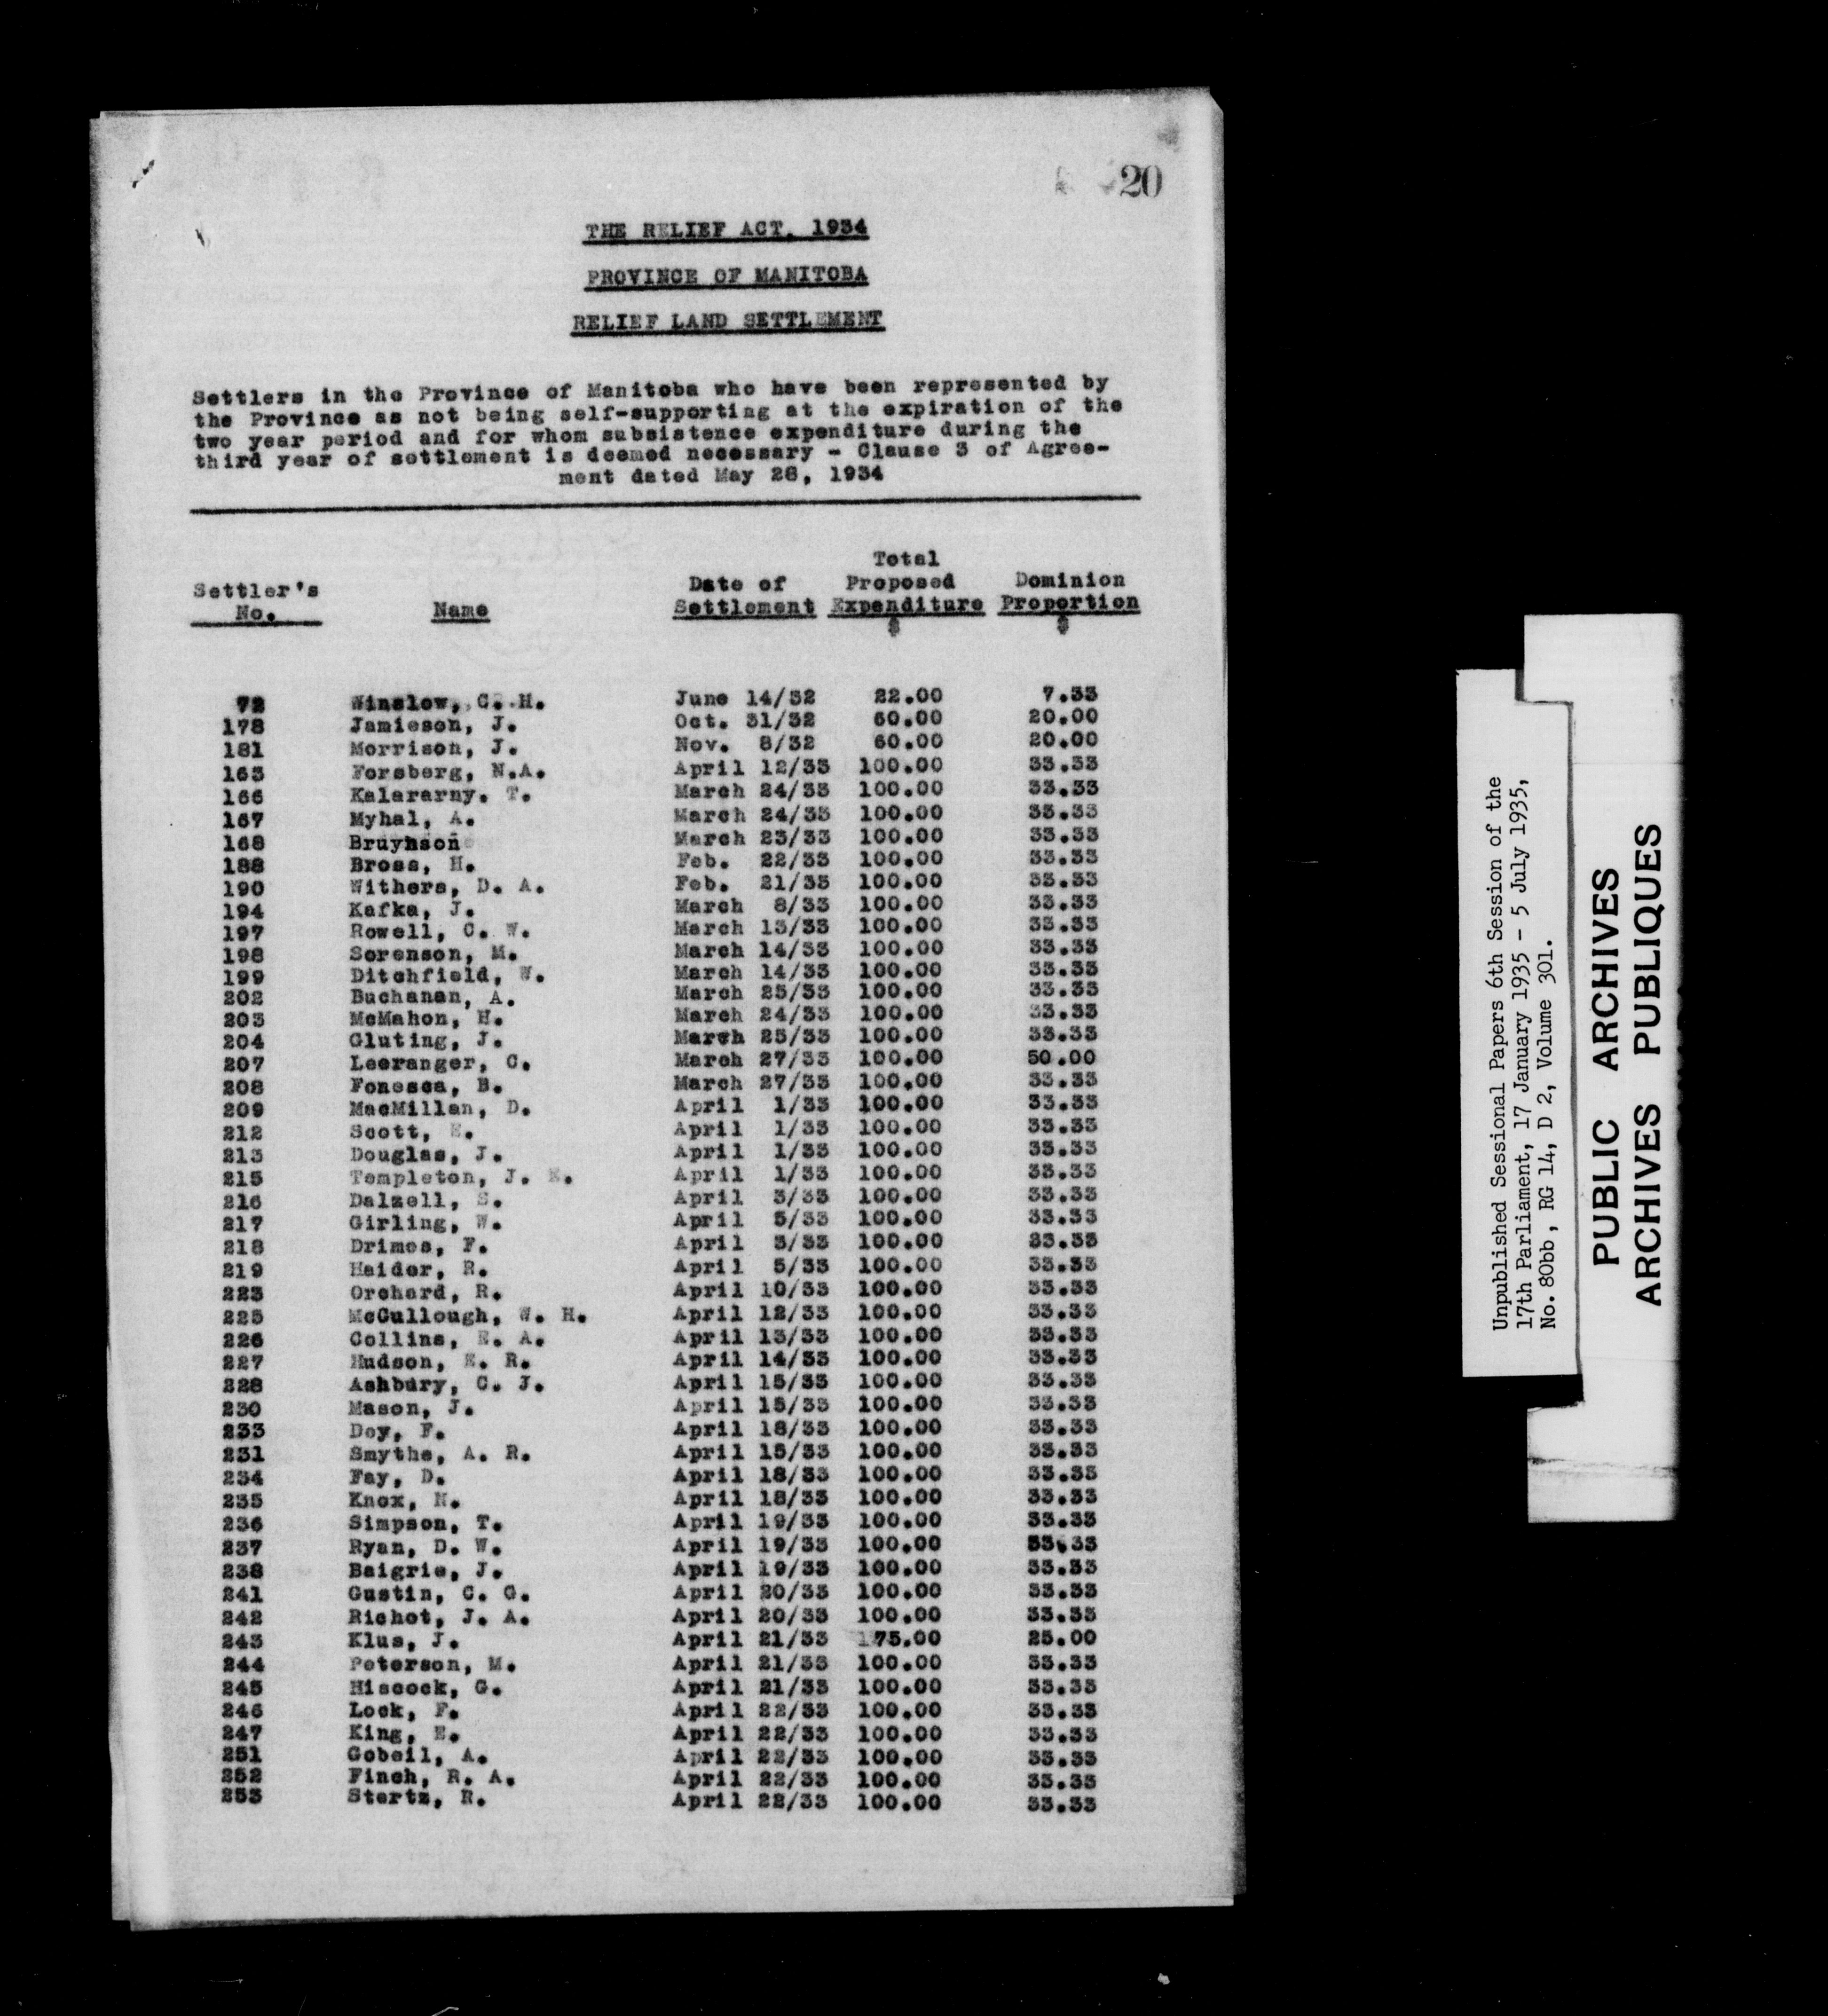 20
THE RELIEF ACT, 1934
PROVINCE OF MANITOBA
RELIEF LAND SETTLEMENT
Settlers in the Province of Manitoba who have been represented by
the Province as not being self-supporting at the expiration of the
two year period and for whom subsistence expenditure during the
third year of settlement is deemed necessary - Clause 3 of Agree-
ment dated May 28, 1934
Total
Settler's Date of Proposed Dominion
No. Name Settlement Expenditure Proportion
$ $
72 Winslow, C. H. June 14/32 22.00 7.33
178 Jamieson, J. Oct. 31/32 60.00 20.00
181 Morrison, J. Nov. 8/32 60.00 20.00
163 Forsberg, N.A. April 12/33 100.00 33.33
166 Kalararny. T. March 24/33 100.00 33.33
167 Myhal, A. March 24/33 100.00 33.33
168 Bruynson March 23/33 100.00 33.33
188 Bross, H. Feb. 22/33 100.00 33.33
190 Withers, D. A. Feb. 21/33 100.00 33.33
194 Kafka, J. March 8/33 100.00 33.33
197 Rowell, C. W. March 13/33 100.00 33.33
198 Sorenson, M. March 14/33 100.00 33.33
199 Ditchfield, W. March 14/33 100.00 33.33
202 Buchanan, A. March 25/33 100.00 33.33
203 McMahon, H. March 24/33 100.00 33.33
204 Gluting, J. March 25/33 100.00 33.33
207 Leeranger, C. March 27/33 100.00 50.00
208 Fonesca, B. March 27/33 100.00 33.33
209 MacMillan, D. April 1/33 100.00 33.33
212 Scott, E. April 1/33 100.00 33.33
213 Douglas, J. April 1/33 100.00 33.33
215 Templeton, J. E. April 1/33 100.00 33.33
216 Dalzell, S. April 3/33 100.00 33.33
217 Girling, W. April 5/33 100.00 33.33
218 Drimes, F. April 3/33 100.00 33.33
219 Haider, R. April 5/33 100.00 33.33
223 Orchard, R. April 10/33 100.00 33.33
225 McCullough, W. H. April 12/33 100.00 33.33
226 Collins, E. A. April 13/33 100.00 33.33
227 Hudson, E. R. April 14/33 100.00 33.33
228 Ashbury, C. J. April 15/33 100.00 33.33
230 Mason, J. April 15/33 100.00 33.33
233 Doy, F. April 18/33 100.00 33.33
231 Smythe, A. R. April 15/33 100.00 33.33
234 Fay, D. April 18/33 100.00 33.33
235 Knox, N. April 18/33 100.00 33.33
236 Simpson, T. April 19/33 100.00 33.33
237 Ryan, D. W. April 19/33 100.00 33.33
238 Baigrie, J. April 19/33 100.00 33.33
241 Gustin, C. G. April 20/33 100.00 33.33
242 Richot, J. A. April 20/33 100.00 33.33
243 Klus, J. April 21/33 75.00 25.00
244 Peterson, M. April 21/33 100.00 33.33
245 Hiscock, G. April 21/33 100.00 33.33
246 Lock, F. April 22/33 100.00 33.33
247 King, E. April 22/33 100.00 33.33
251 Gobeil, A. April 22/33 100.00 33.33
252 Finch, R. A. April 22/33 100.00 33.33
253 Stertz, R. April 22/33 100.00 33.33
Unpublished Sessional Papers 6th Session of the
17th Parliament, 17 January 1935 - 5 July 1935,
No. 80bb, RG 14, D 2, Volume 301.
PUBLIC ARCHIVES
ARCHIVES PUBLIQUES